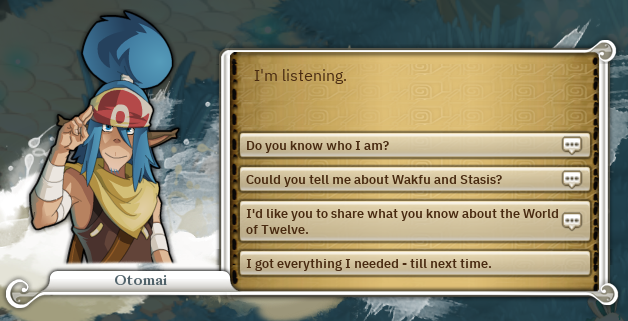 I'm listening.
Do you know who I am?
Could you tell me about Wakfu and Stasis?
I'd like you to share what you know about the World
of Twelve.
I got everything I needed - till next time.
Otomai